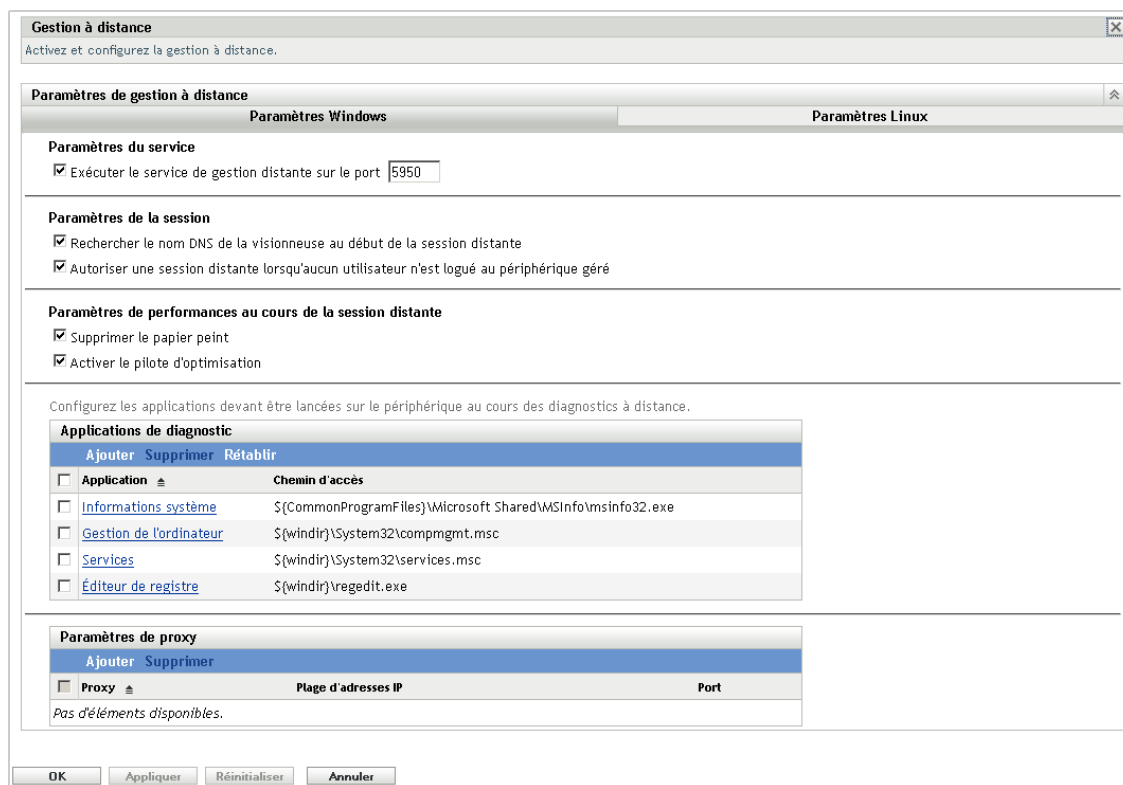 Gestion à distance
Activez et configurez la gestion à distance.
Paramètres de gestion à distance
Paramètres Windows Paramètres Linux
Paramètres du service
Exécuter le service de gestion distante sur le port 5950
Paramètres de la session
Rechercher le nom DNS de la visionneuse au début de la session distante
Autoriser une session distante lorsqu'aucun utilisateur n'est logué au périphérique géré
Paramètres de performances au cours de la session distante
Supprimer le papier peint
Activer le pilote d'optimisation
Configurez les applications devant être lancées sur le périphérique au cours des diagnostics à distance.
Applications de diagnostic
Ajouter Supprimer Rétablir
Application Chemin d'accès
Informations système ${CommonProgramFiles}\Microsoft Shared\MSInfo\msinfo32.exe
Gestion de l'ordinateur ${windir}\System32\compmgmt.msc
Services ${windir}\System32\services.msc
Éditeur de registre ${windir}\regedit.exe
Paramètres de proxy
Ajouter Supprimer
Proxy Plage d'adresses IP Port
Pas d'éléments disponibles.
OK Appliquer Réinitialiser Annuler